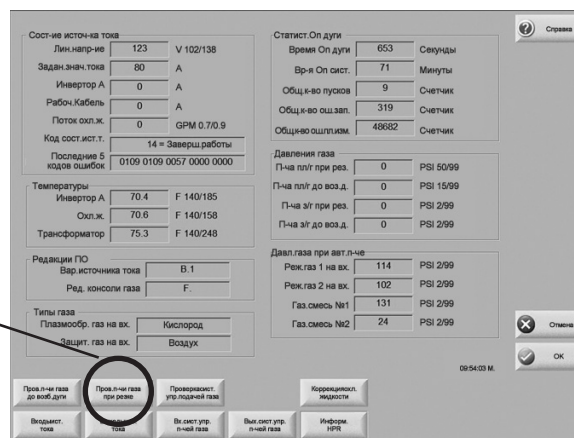 Справка
Сост-ие источ-ка тока
Лин.напр-ие 123 V 102/138
Задан.знач.тока 80 A
Инвертор A 0 A
Рабоч.Кабель 0 A
Поток охл.ж. 0 GPM 0.7/0.9
Код сост.ист.т. 14 = Заверш.работы
Последние 5 кодов ошибок 0109 0109 0057 0000 0000
Температуры
Инвертор A 70.4 F 140/185
Охл.ж. 70.6 F 140/158
Трансформатор 75.3 F 140/248
Редакции ПО
Вар.источника тока B.1
Ред. консоли газа F.
Типы газа
Плазмообр. газ на вх. Кислород
Защит. газ на вх. Воздух
Статист.Оп дуги
Время Оп дуги 653 Секунды
Вр-я Оп сист. 71 Минуты
Общ.к-во пусков 9 Счетчик
Общ.к-во ош.зап. 319 Счетчик
Общ.к-во ош.пл.изм. 48682 Счетчик
Давления газа
П-ча пл/г при рез. 0 PSI 50/99
П-ча пл/г до воз.д. 0 PSI 15/99
П-ча з/г при рез. 0 PSI 2/99
П-ча з/г до воз.д. 0 PSI 2/99
Давл.газа при авт.п-че
Реж.газ 1 на вх. 114 PSI 2/99
Реж.газ 2 на вх. 102 PSI 2/99
Газ.смесь №1 131 PSI 2/99
Газ.смесь №2 24 PSI 2/99
Отмена
OK
09:54:03 М.
Пров.п-чи газа
до возб.дуги
Пров.п-чи газа
при резке
Проверкасист.
упр.подачей газа
Коррекцияохл.
жидкости
Входыист.
тока
тока
Вх.сист.упр.
п-чей газа
Вых.сист.упр.
п-чей газа
Информ.
HPR